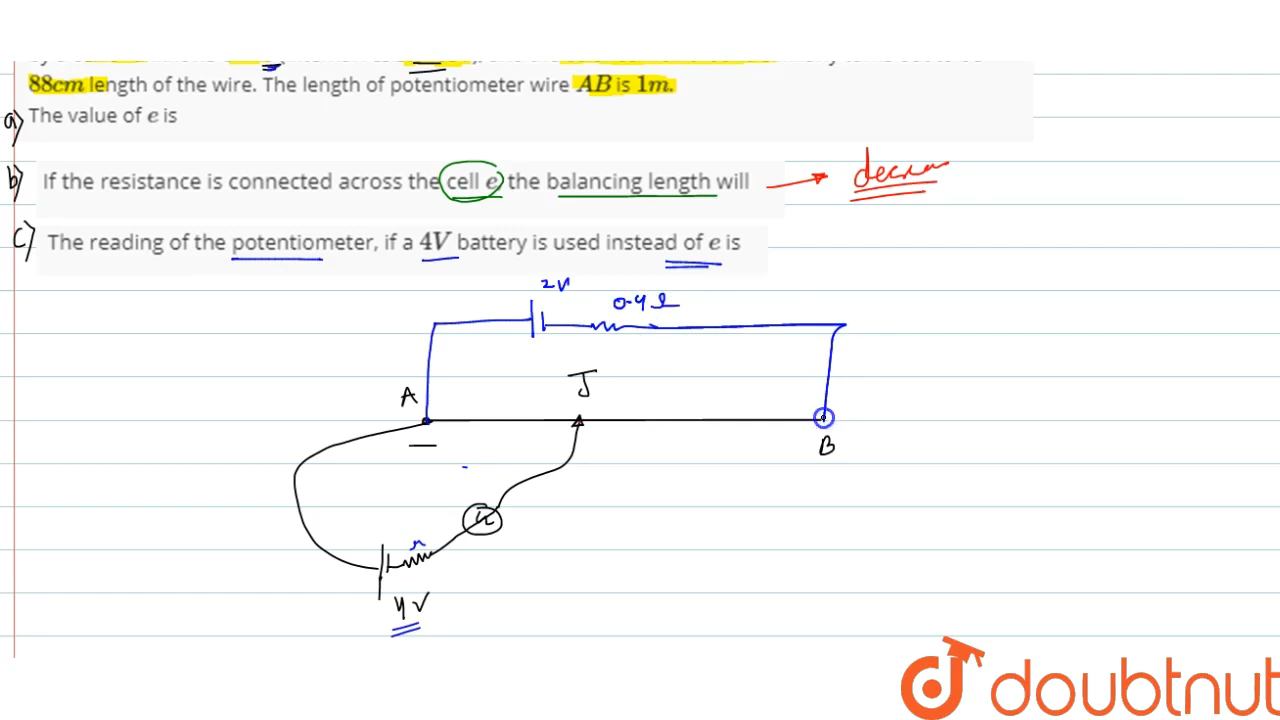 88cm length of the wire. The length of potentiometer wire AB is 1m.
a) The value of e is
b) If the resistance is connected across the cell e, the balancing length will
c) The reading of the potentiometer, if a 4V battery is used instead of e is
2V
0.4Ω
J
A
B
G
r
4V
doubtnut